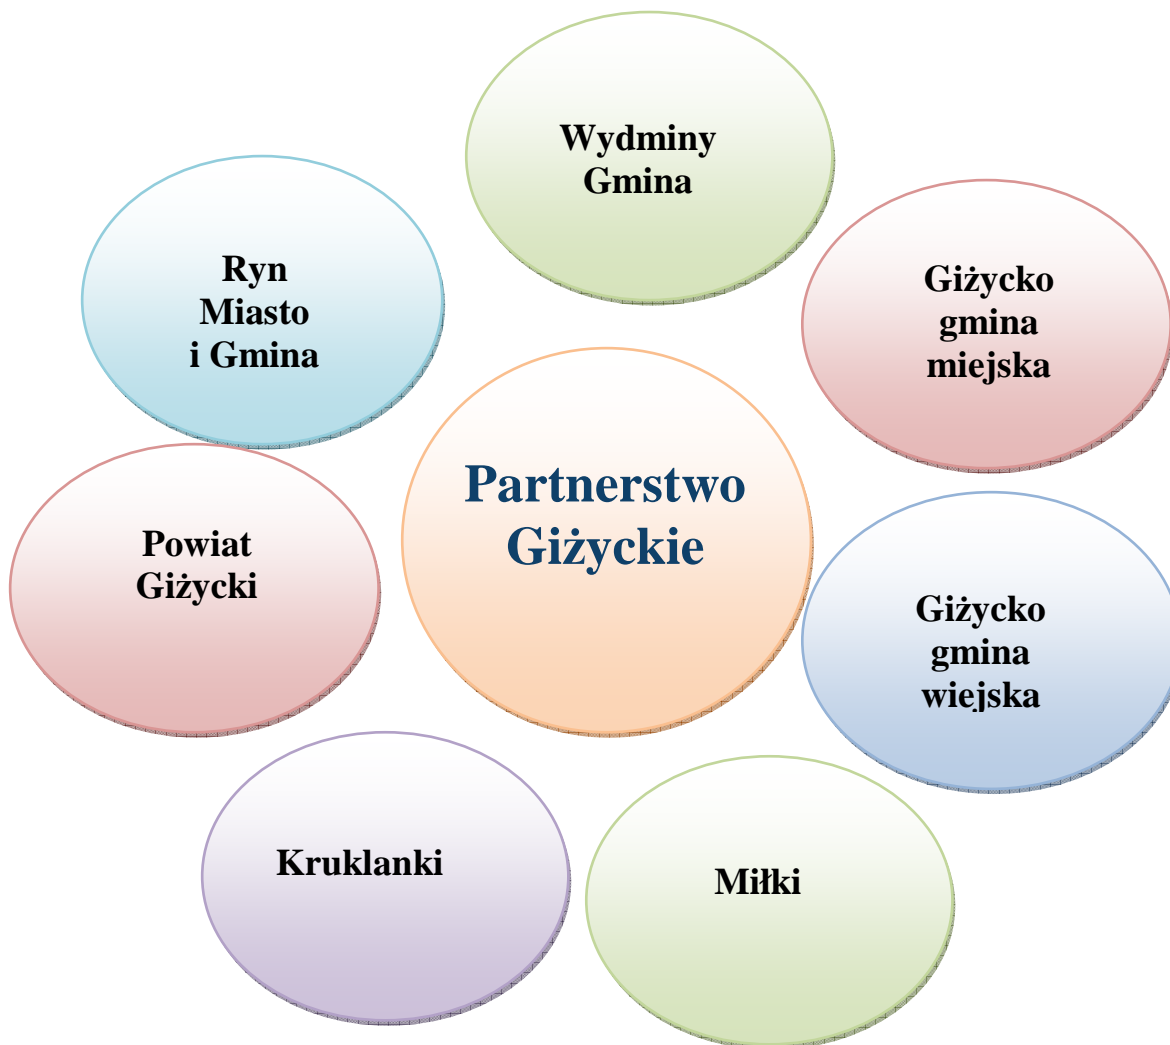 Wydminy
Gmina
Ryn
Miasto
i Gmina
Giżycko
gmina
miejska
Partnerstwo
Giżyckie
Powiat
Giżycki
Giżycko
gmina
wiejska
Kruklanki
Miłki